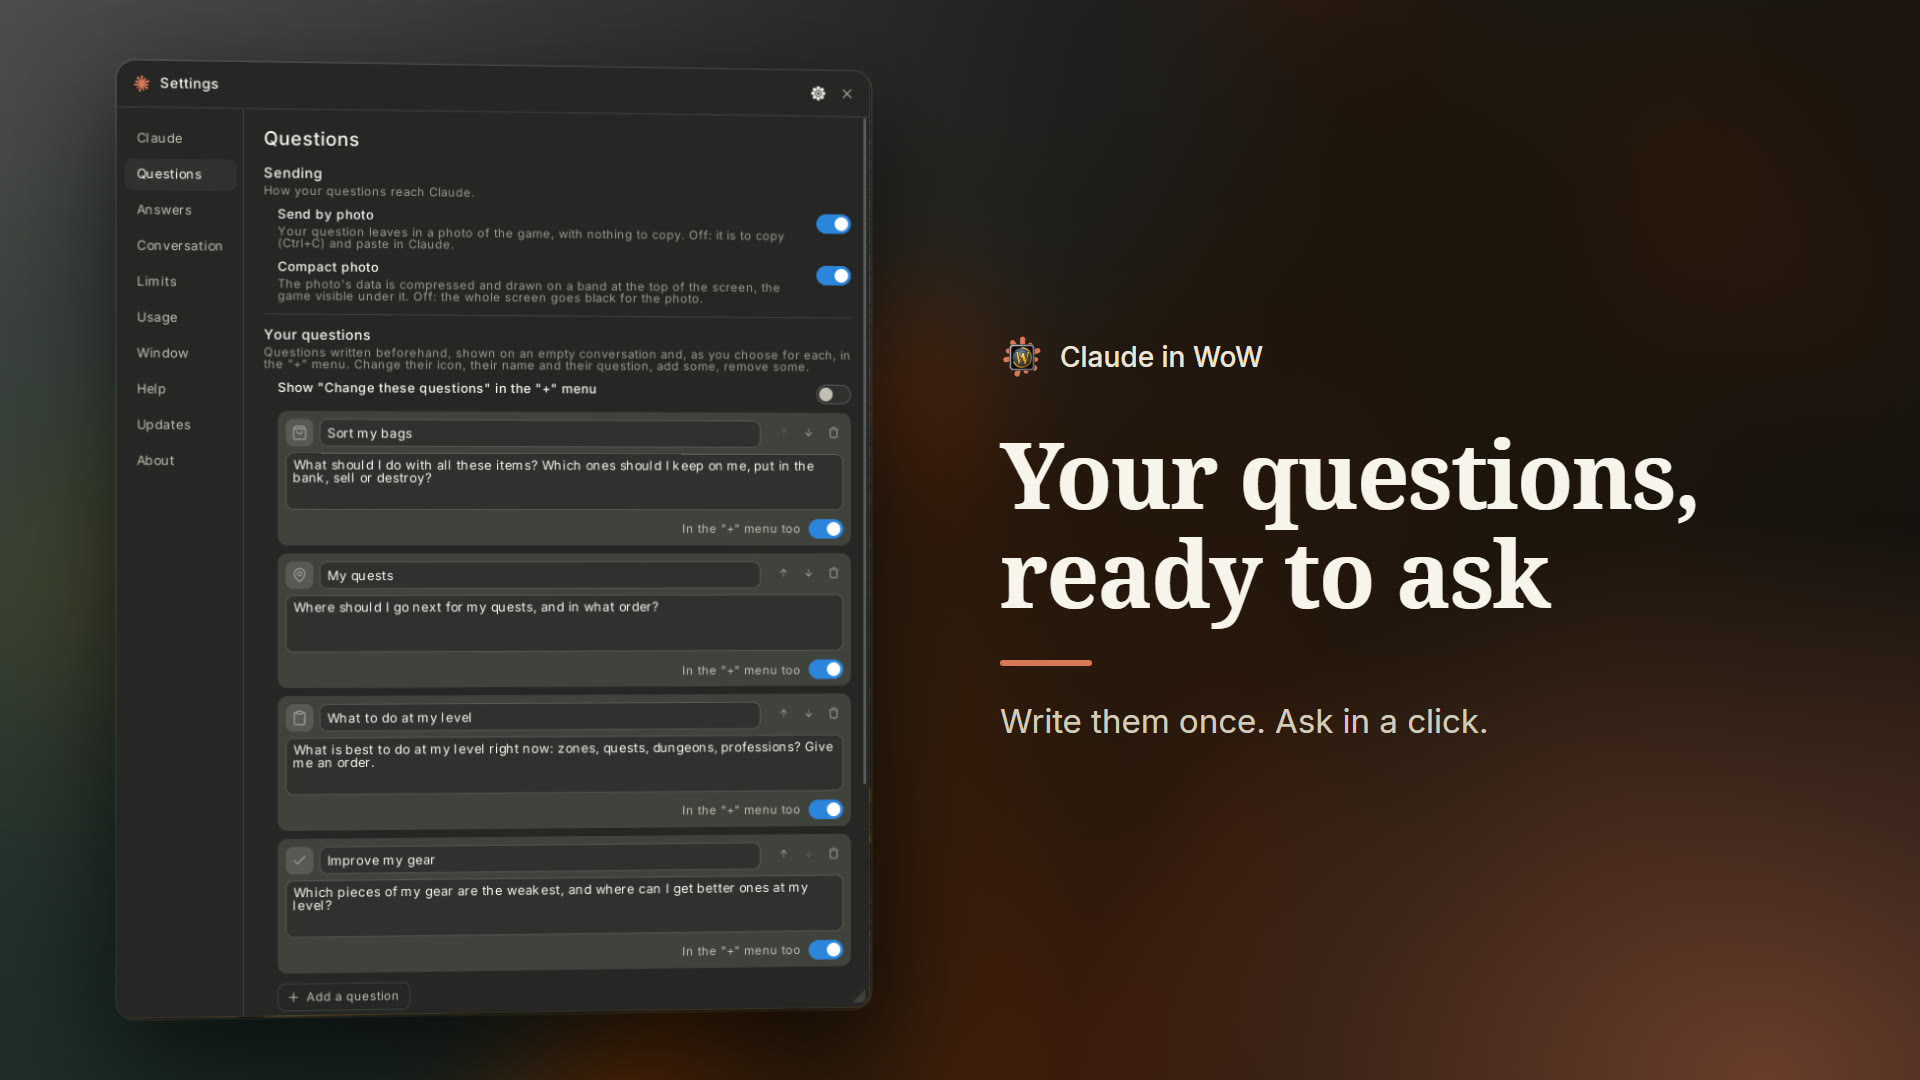 Settings
Claude
Questions
Answers
Conversation
Limits
Usage
Window
Help
Updates
About
Questions
Sending
How your questions reach Claude.
Send by photo
Your question leaves in a photo of the game, with nothing to copy. Off: it is to copy
(Ctrl+C) and paste in Claude.
Compact photo
The photo's data is compressed and drawn on a band at the top of the screen, the
game visible under it. Off: the whole screen goes black for the photo.
Your questions
Questions written beforehand, shown on an empty conversation and, as you choose for each, in
the "+" menu. Change their icon, their name and their question, add some, remove some.
Show "Change these questions" in the "+" menu
Sort my bags
What should I do with all these items? Which ones should I keep on me, put in the
bank, sell or destroy?
In the "+" menu too
My quests
Where should I go next for my quests, and in what order?
In the "+" menu too
What to do at my level
What is best to do at my level right now: zones, quests, dungeons, professions? Give
me an order.
In the "+" menu too
Improve my gear
Which pieces of my gear are the weakest, and where can I get better ones at my
level?
In the "+" menu too
+ Add a question
W
Claude in WoW
Your questions,
ready to ask
Write them once. Ask in a click.